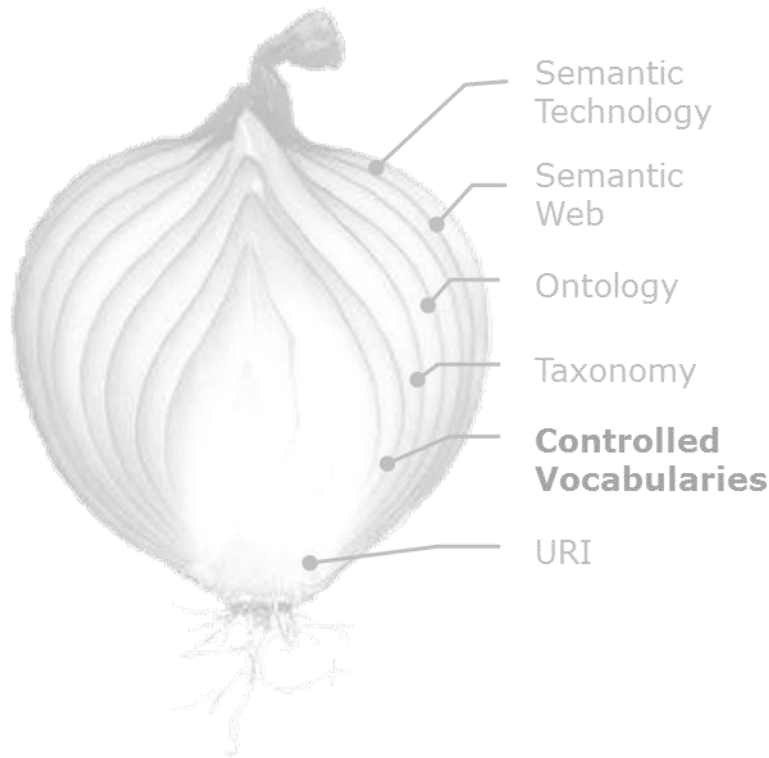 Semantic
Technology
Semantic
Web
Ontology
Taxonomy
Controlled
Vocabularies
URI